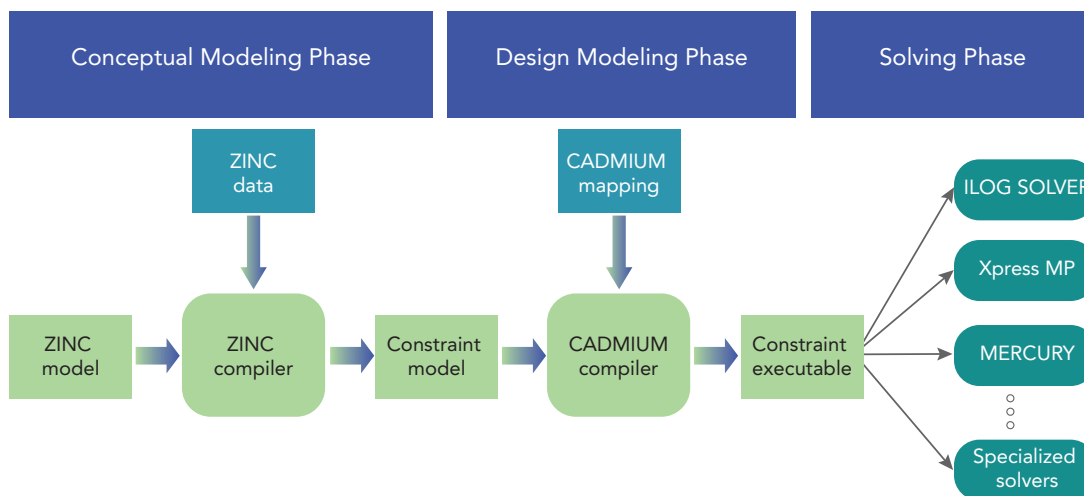 Conceptual Modeling Phase
Design Modeling Phase
Solving Phase
ZINC
data
CADMIUM
mapping
ILOG SOLVER
Xpress MP
ZINC
model
ZINC
compiler
Constraint
model
CADMIUM
compiler
Constraint
executable
MERCURY
Specialized
solvers